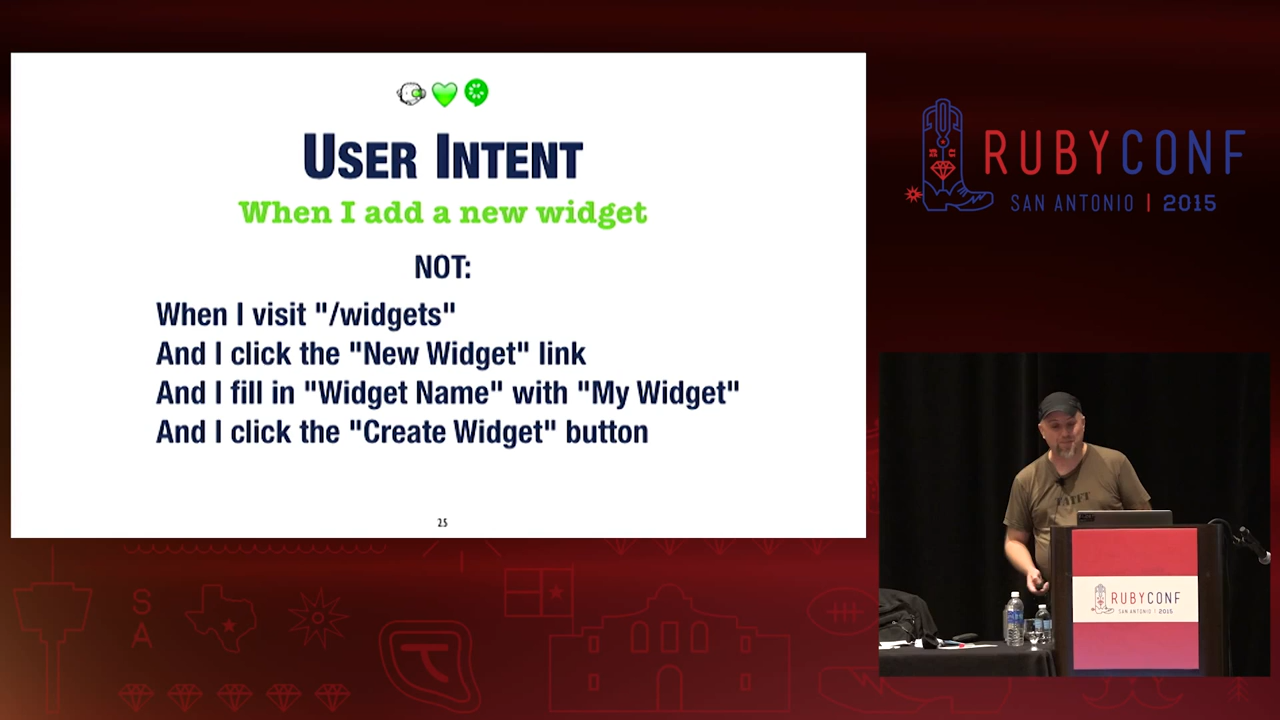 USER INTENT
When I add a new widget
NOT:
When I visit "/widgets"
And I click the "New Widget" link
And I fill in "Widget Name" with "My Widget"
And I click the "Create Widget" button
25
RC
RUBYCONF
SAN ANTONIO | 2015
RUBYCONF
SAN ANTONIO | 2015
S
A